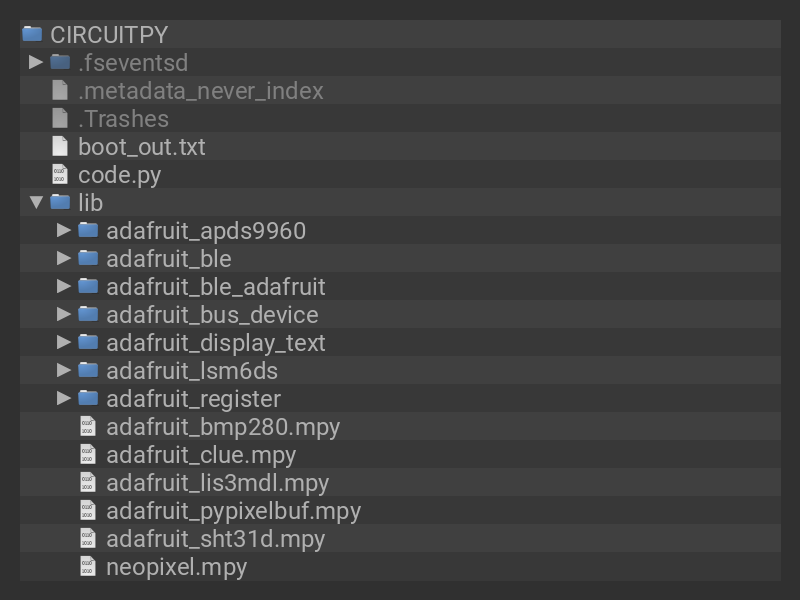 CIRCUITPY
.fseventsd
.metadata_never_index
.Trashes
boot_out.txt
code.py
lib
adafruit_apds9960
adafruit_ble
adafruit_ble_adafruit
adafruit_bus_device
adafruit_display_text
adafruit_lsm6ds
adafruit_register
adafruit_bmp280.mpy
adafruit_clue.mpy
adafruit_lis3mdl.mpy
adafruit_pypixelbuf.mpy
adafruit_sht31d.mpy
neopixel.mpy